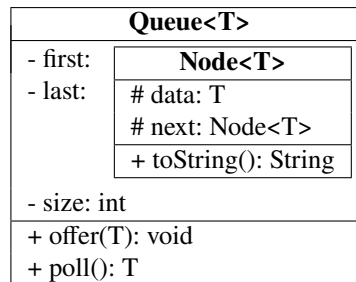 Queue<T>
- first:
Node<T>
- last:
# data: T
# next: Node<T>
+ toString(): String
- size: int
+ offer(T): void
+ poll(): T